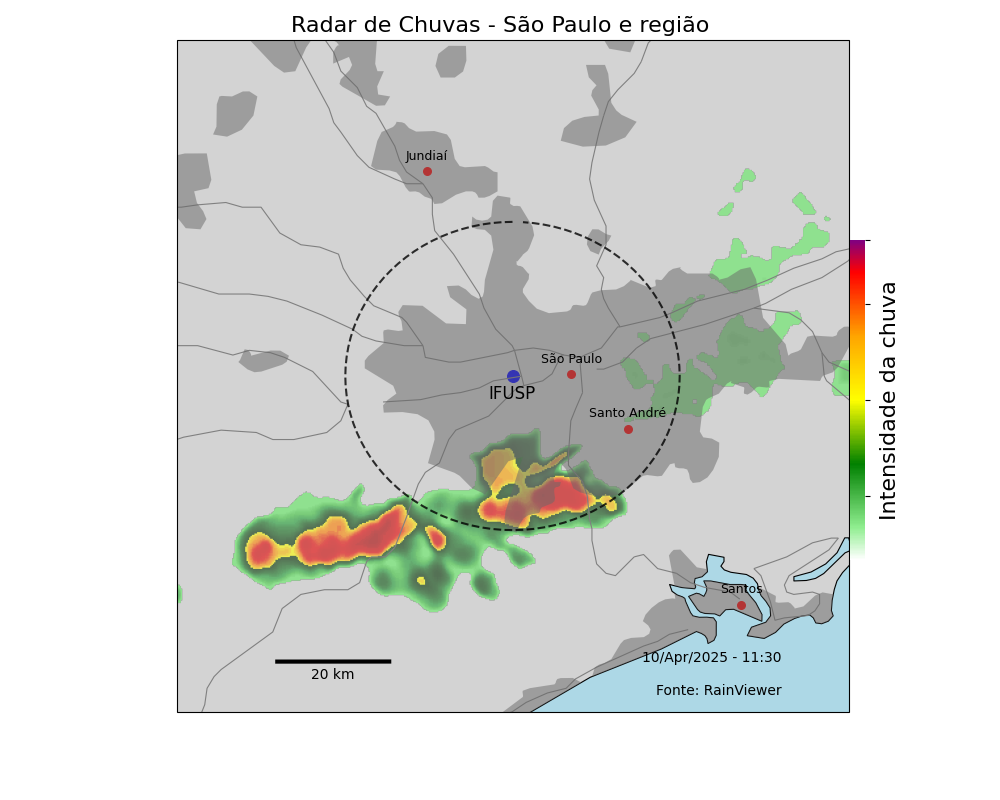 Radar de Chuvas - São Paulo e região
Jundiaí
São Paulo
IFUSP
Santo André
Intensidade da chuva
Santos
10/Apr/2025 - 11:30
20 km
Fonte: RainViewer